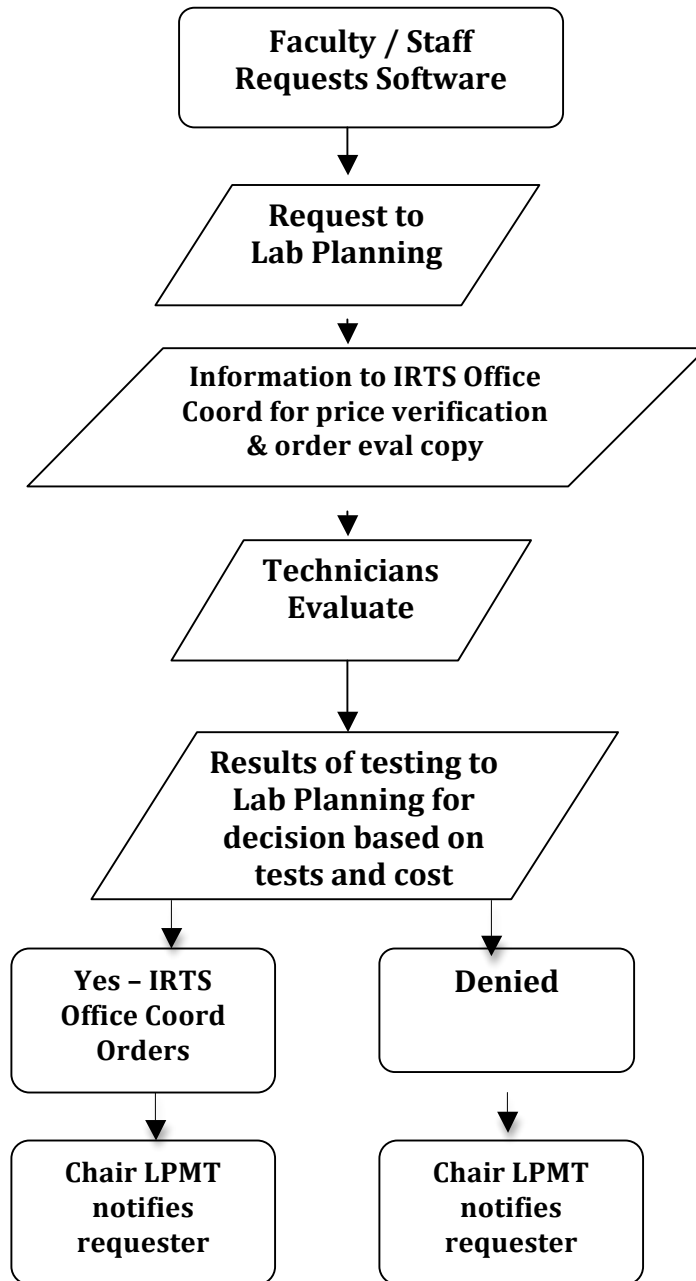 Faculty / Staff
Requests Software
Request to
Lab Planning
Information to IRTS Office
Coord for price verification
& order eval copy
Technicians
Evaluate
Results of testing to
Lab Planning for
decision based on
tests and cost
Yes – IRTS
Office Coord
Orders
Denied
Chair LPMT
notifies
requester
Chair LPMT
notifies
requester